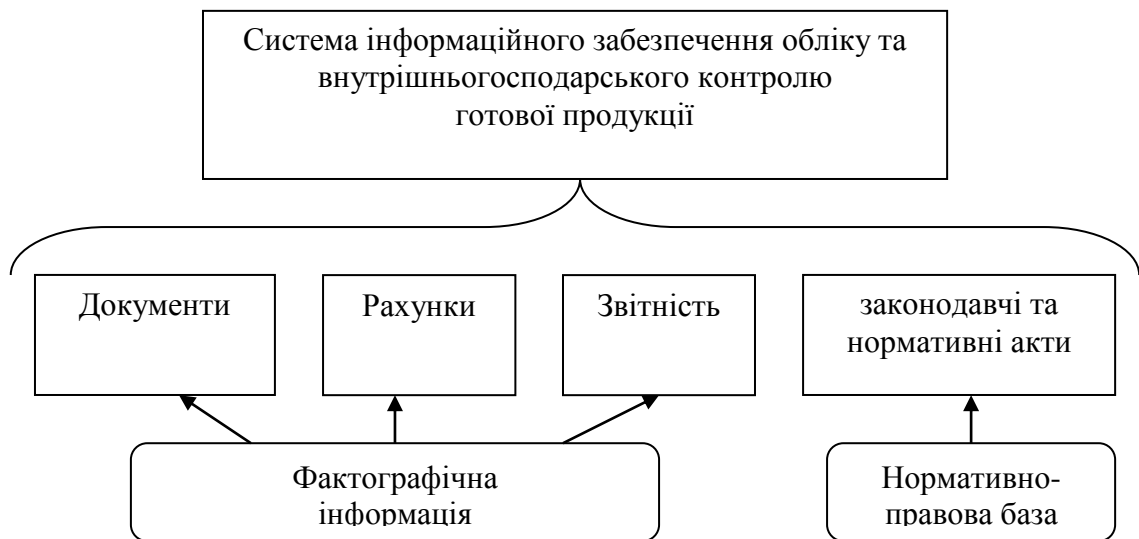 Система інформаційного забезпечення обліку та
внутрішньогосподарського контролю
готової продукції
Документи
Рахунки
Звітність
законодавчі та
нормативні акти
Фактографічна
інформація
Нормативно-
правова база